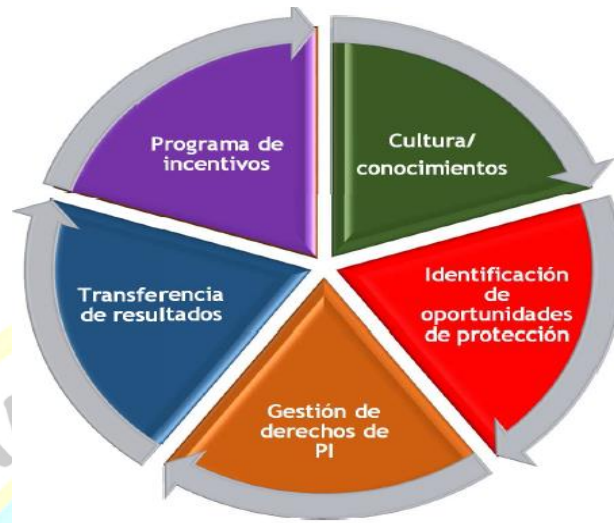 Programa de
incentivos
Cultura/
conocimientos
Identificación
de
oportunidades
de protección
Gestión de
derechos de
PI
Transferencia
de resultados